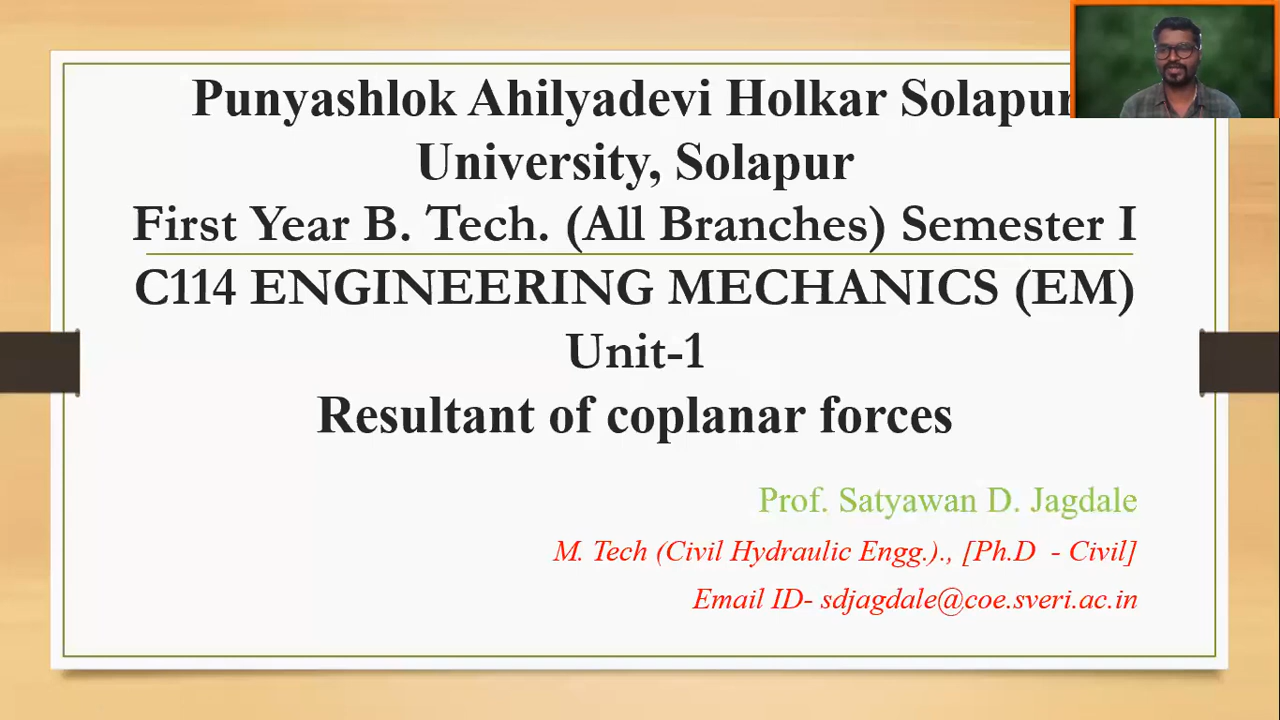 Punyashlok Ahilyadevi Holkar Solapur
University, Solapur
First Year B. Tech. (All Branches) Semester I
C114 ENGINEERING MECHANICS (EM)
Unit-1
Resultant of coplanar forces
Prof. Satyawan D. Jagdale
M. Tech (Civil Hydraulic Engg.)., [Ph.D - Civil]
Email ID- sdjagdale@coe.sveri.ac.in